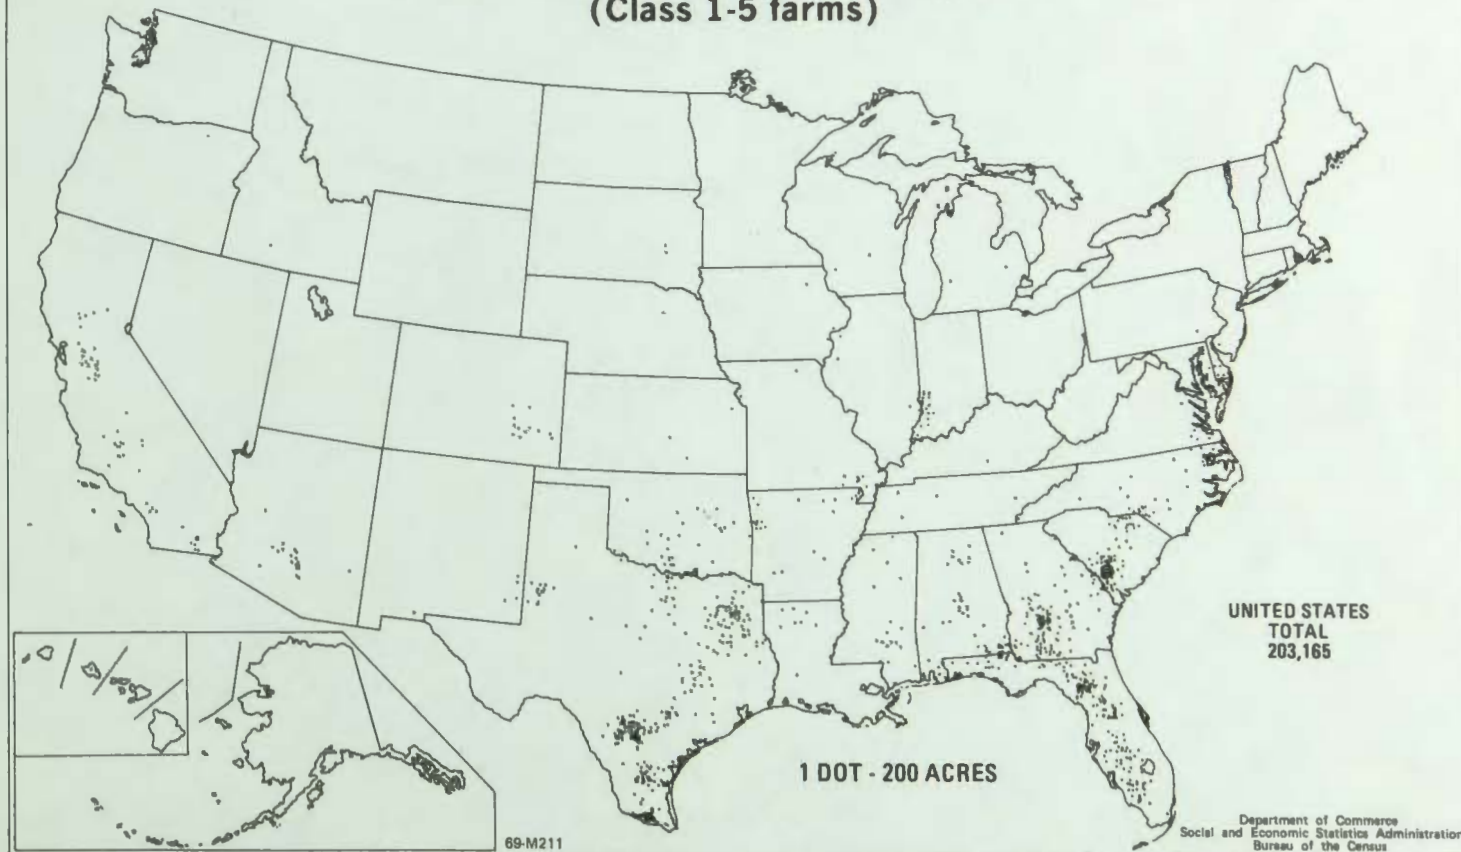 (Class 1-5 farms)
UNITED STATES
TOTAL
203,165
1 DOT - 200 ACRES
69-M211
Department of Commerce
Social and Economic Statistics Administration
Bureau of the Census